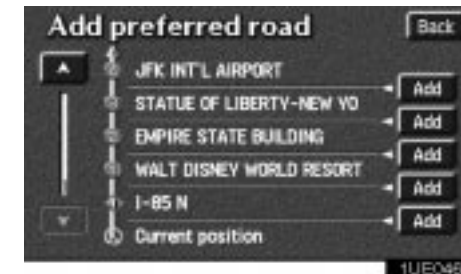 Add preferred road Back
JFK INT'L AIRPORT
Add
STATUE OF LIBERTY-NEW YO
Add
EMPIRE STATE BUILDING
Add
WALT DISNEY WORLD RESORT
Add
I-85 N
Add
Current position
1UE046